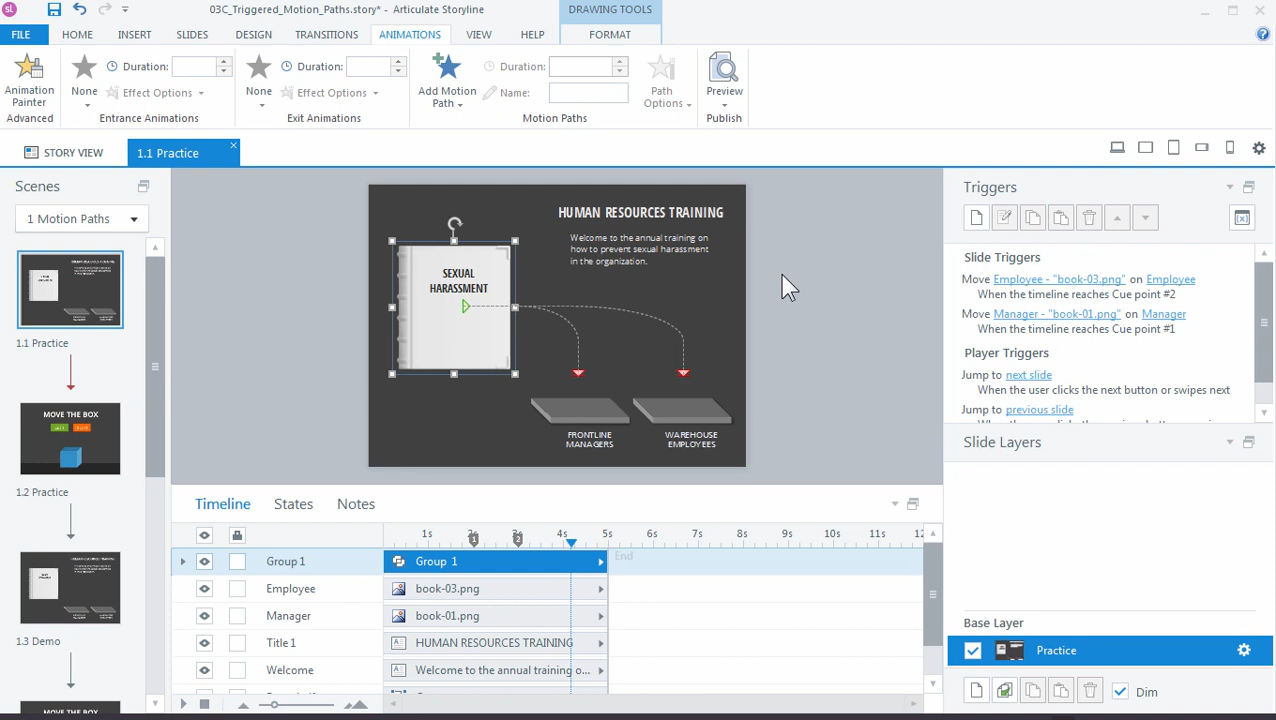 03C_Triggered_Motion_Paths.story* - Articulate Storyline
DRAWING TOOLS
FILE HOME INSERT SLIDES DESIGN TRANSITIONS ANIMATIONS VIEW HELP FORMAT
Animation Painter
Advanced
None
Duration:
Effect Options
Entrance Animations
None
Duration:
Effect Options
Exit Animations
Add Motion Path
Duration:
Name:
Path Options
Motion Paths
Preview
Publish
STORY VIEW
1.1 Practice
Scenes
1 Motion Paths
1.1 Practice
MOVE THE BOX
1.2 Practice
1.3 Demo
MOVE THE BOX
HUMAN RESOURCES TRAINING
Welcome to the annual training on
how to prevent sexual harassment
in the organization.
SEXUAL
HARASSMENT
FRONTLINE
MANAGERS
WAREHOUSE
EMPLOYEES
Triggers
Slide Triggers
Move Employee - "book-03.png" on Employee
When the timeline reaches Cue point #2
Move Manager - "book-01.png" on Manager
When the timeline reaches Cue point #1
Player Triggers
Jump to next slide
When the user clicks the next button or swipes next
Jump to previous slide
Slide Layers
Base Layer
Practice
Dim
Timeline States Notes
1s 2s 3s 4s 5s 6s 7s 8s 9s 10s 11s 12
1 2
Group 1 Group 1 End
Employee book-03.png
Manager book-01.png
Title 1 HUMAN RESOURCES TRAINING
Welcome Welcome to the annual training o...